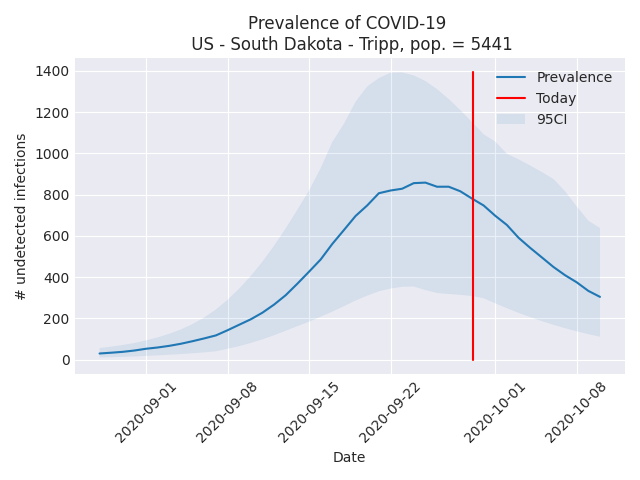 Prevalence of COVID-19
US - South Dakota - Tripp, pop. = 5441
Prevalence
Today
95CI
# undetected infections
1400
1200
1000
800
600
400
200
0
2020-09-01
2020-09-08
2020-09-15
2020-09-22
2020-10-01
2020-10-08
Date